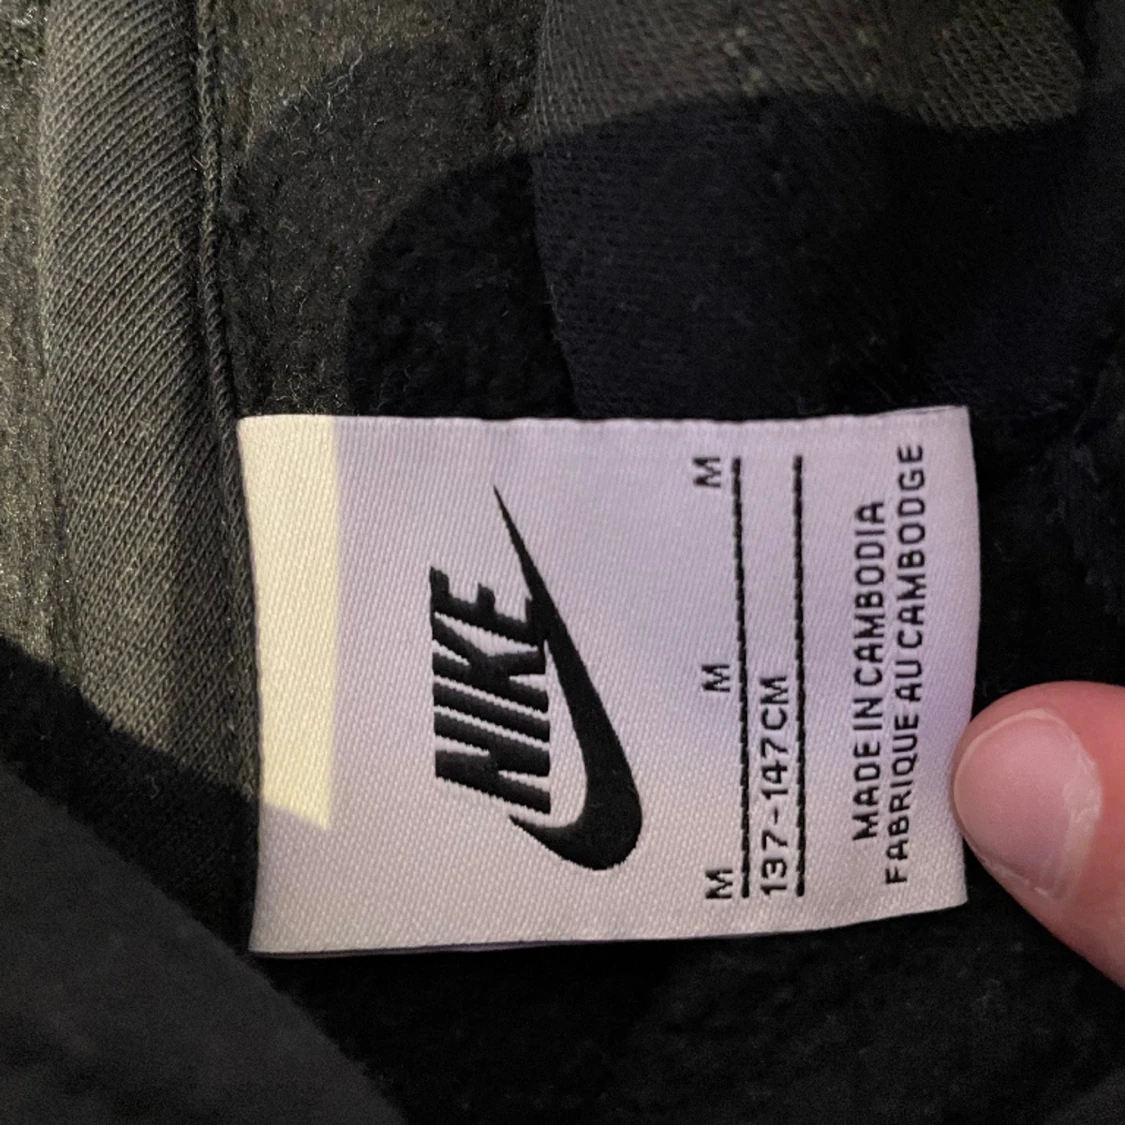 NIKE
M M M
137-147CM
MADE IN CAMBODIA
FABRIQUE AU CAMBODGE